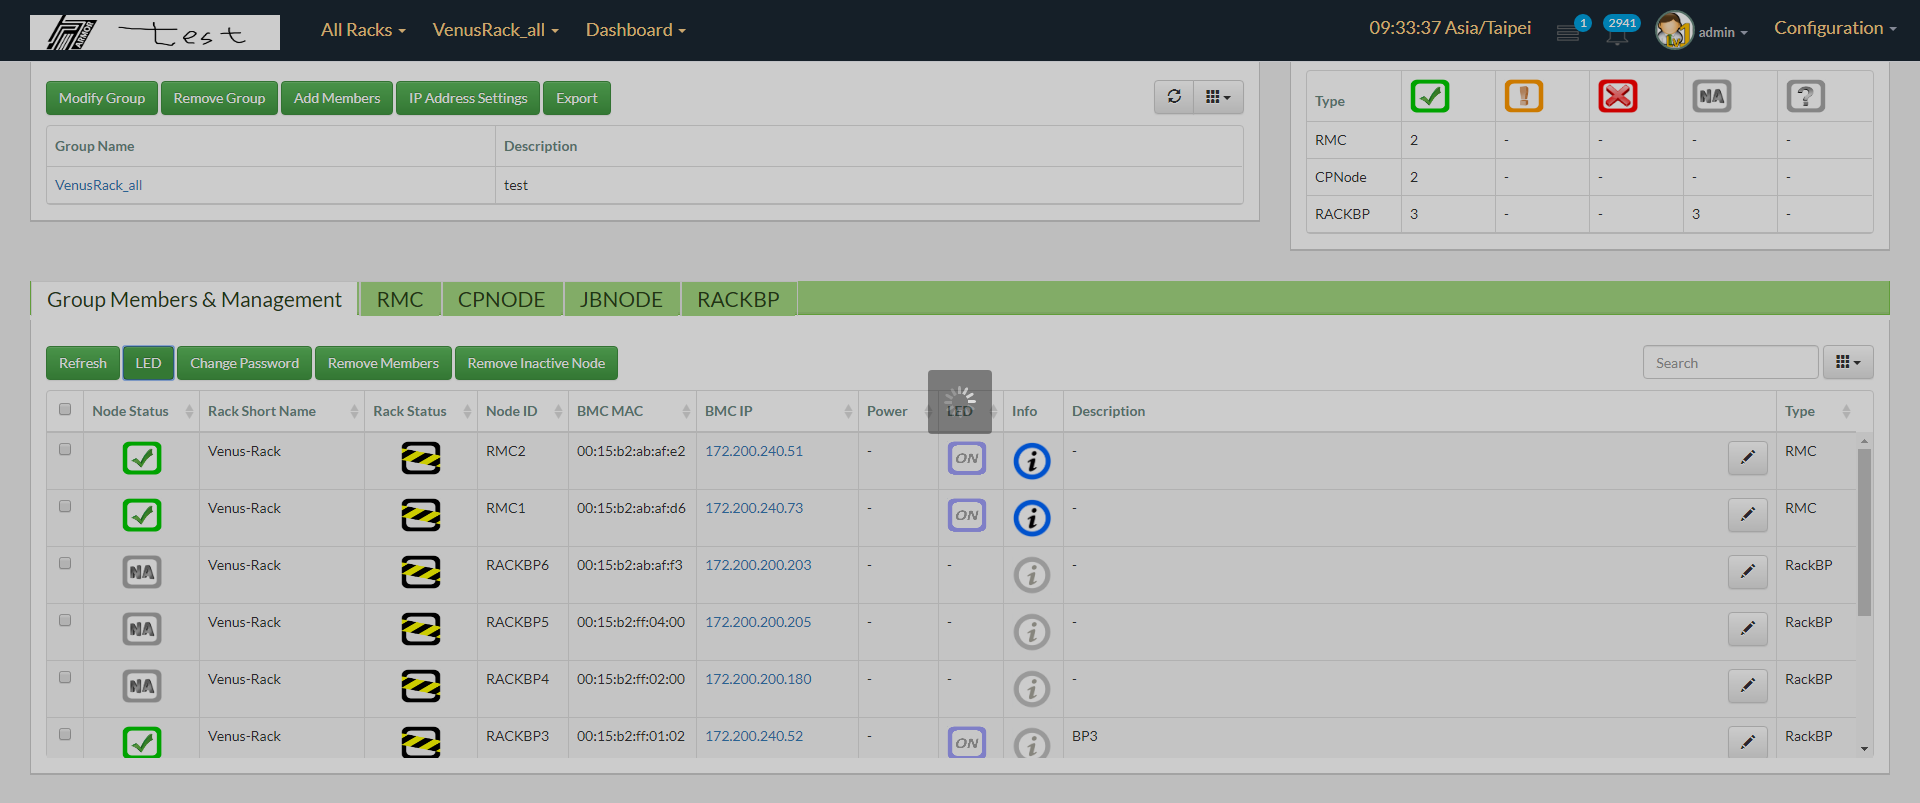 ARMOR test All Racks VenusRack_all Dashboard 09:33:37 Asia/Taipei 1 2941 admin Configuration
Modify Group Remove Group Add Members IP Address Settings Export
Group Name Description
VenusRack_all test
Type ! NA ?
RMC 2 - - - -
CPNode 2 - - - -
RACKBP 3 - - 3 -
Group Members & Management RMC CPNODE JBNODE RACKBP
Refresh LED Change Password Remove Members Remove Inactive Node Search
Node Status Rack Short Name Rack Status Node ID BMC MAC BMC IP Power LED Info Description Type
Venus-Rack RMC2 00:15:b2:ab:af:e2 172.200.240.51 - ON i - RMC
Venus-Rack RMC1 00:15:b2:ab:af:d6 172.200.240.73 - ON i - RMC
NA Venus-Rack RACKBP6 00:15:b2:ab:af:f3 172.200.200.203 - - i - RackBP
NA Venus-Rack RACKBP5 00:15:b2:ff:04:00 172.200.200.205 - - i - RackBP
NA Venus-Rack RACKBP4 00:15:b2:ff:02:00 172.200.200.180 - - i - RackBP
Venus-Rack RACKBP3 00:15:b2:ff:01:02 172.200.240.52 - ON i BP3 RackBP